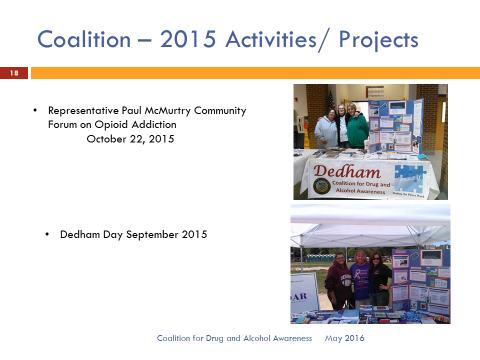 Coalition – 2015 Activities/ Projects
18
• Representative Paul McMurtry Community
Forum on Opioid Addiction
October 22, 2015
Dedham
Coalition for Drug and
Alcohol Awareness
• Dedham Day September 2015
Coalition for Drug and Alcohol Awareness May 2016